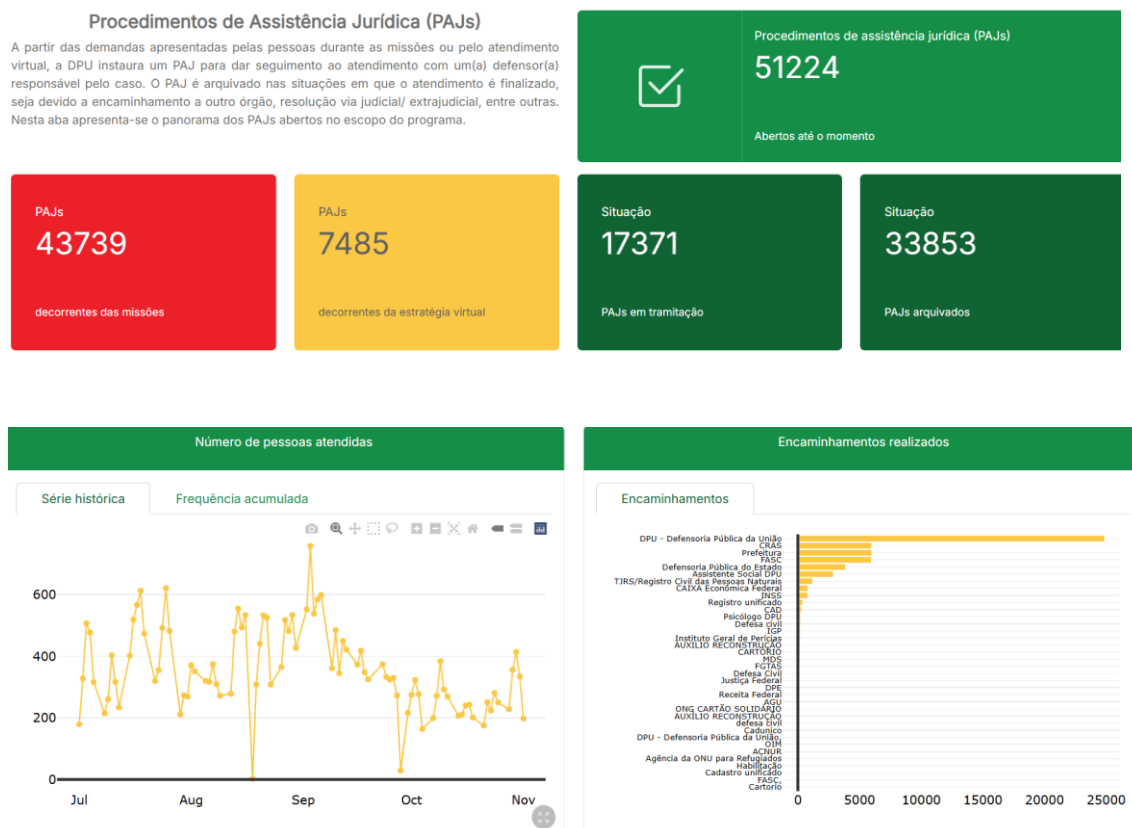 Procedimentos de Assistência Jurídica (PAJs)
A partir das demandas apresentadas pelas pessoas durante as missões ou pelo atendimento
virtual, a DPU instaura um PAJ para dar seguimento ao atendimento com um(a) defensor(a)
responsável pelo caso. O PAJ é arquivado nas situações em que o atendimento é finalizado,
seja devido a encaminhamento a outro órgão, resolução via judicial/ extrajudicial, entre outras.
Nesta aba apresenta-se o panorama dos PAJs abertos no escopo do programa.
Procedimentos de assistência jurídica (PAJs)
51224
Abertos até o momento
PAJs
43739
decorrentes das missões
PAJs
7485
decorrentes da estratégia virtual
Situação
17371
PAJs em tramitação
Situação
33853
PAJs arquivados
Número de pessoas atendidas
Série histórica
Frequência acumulada
600
400
200
0
Jul Aug Sep Oct Nov
Encaminhamentos realizados
Encaminhamentos
DPU - Defensoria Pública da União
CRAS
Prefeitura
FASC
Defensoria Pública do Estado
Assistente Social DPU
TJRS/Registro Civil das Pessoas Naturais
CAIXA Econômica Federal
INSS
Registro unificado
CAD
Psicólogo DPU
Defesa civil
IGP
Instituto Geral de Perícias
AUXILIO RECONSTRUÇÃO
CARTÓRIO
MDS
FGTAS
Defesa Civil
Justiça Federal
DPE
Receita Federal
AGU
ONG CARTÃO SOLIDÁRIO
AUXÍLIO RECONSTRUÇÃO
defesa civil
Cadunico
DPU - Defensoria Pública da União,
OIM
ACNUR
Agência da ONU para Refugiados
Habilitação
Cadastro unificado
FASC,
Cartorio
0 5000 10000 15000 20000 25000